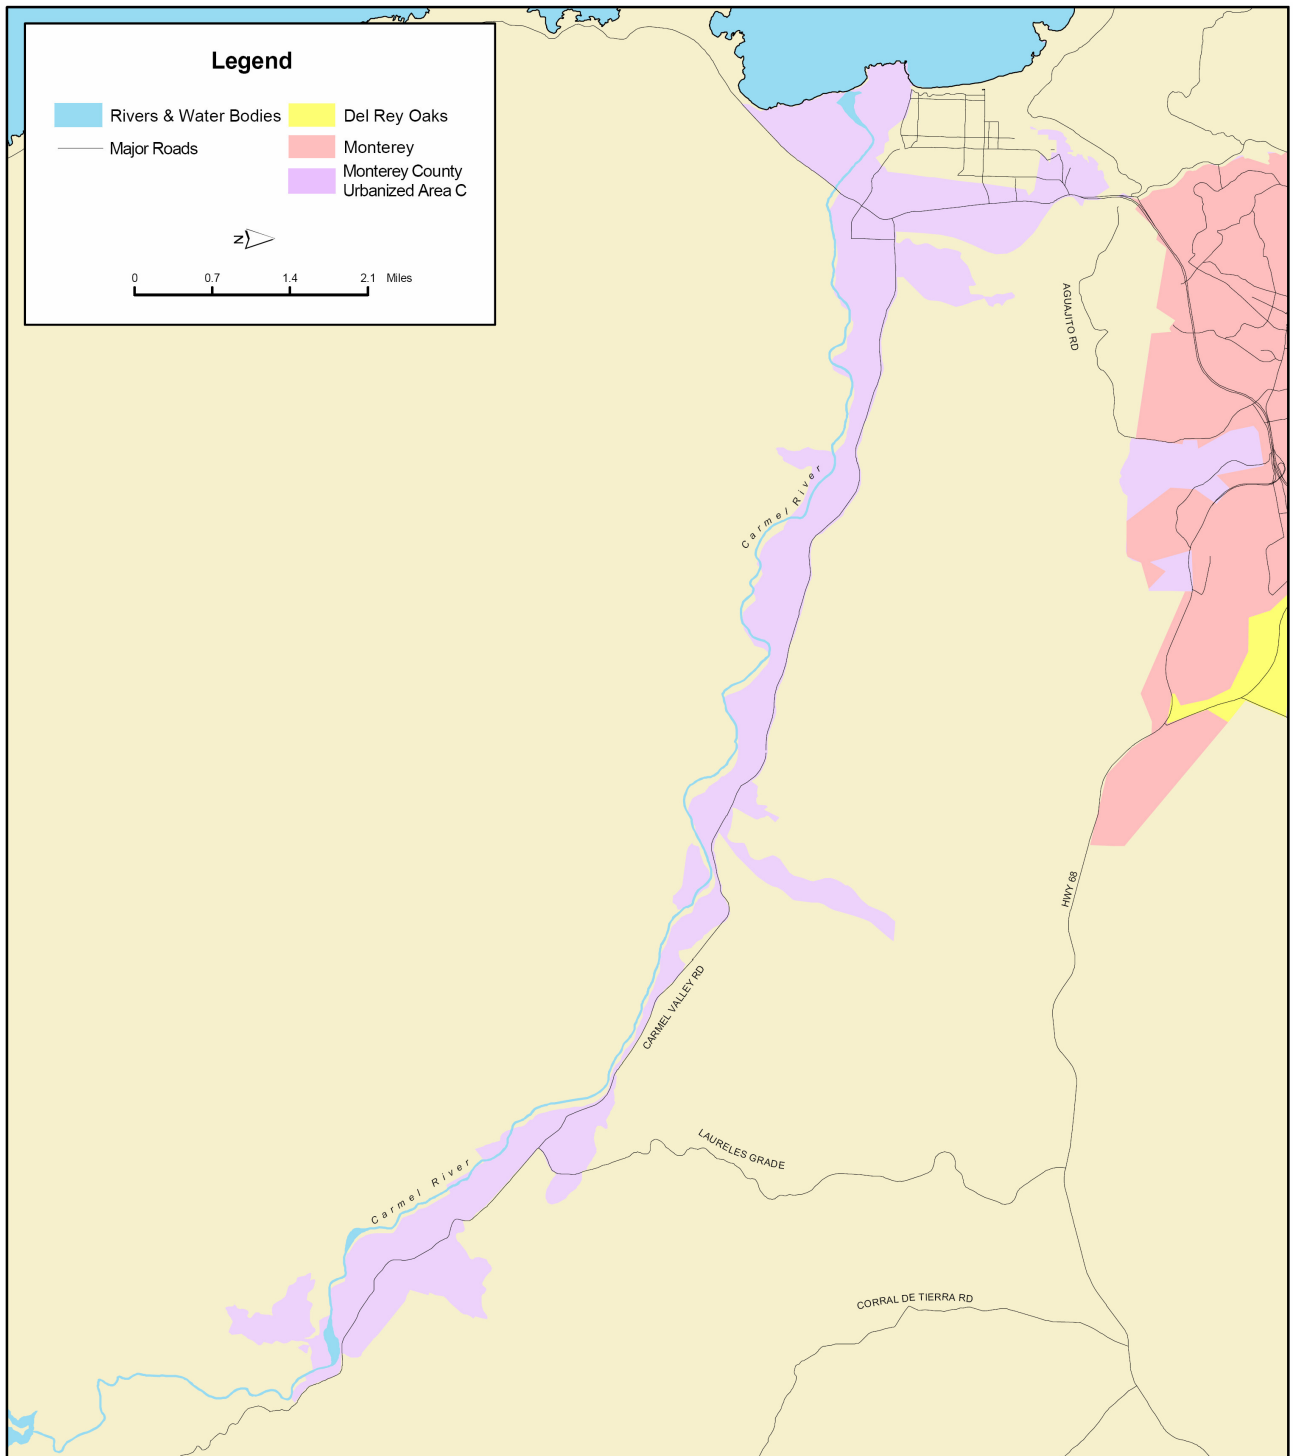 Legend
Rivers & Water Bodies
Major Roads
Del Rey Oaks
Monterey
Monterey County
Urbanized Area C
N
0 0.7 1.4 2.1 Miles
AGUAJITO RD
Carmel River
HWY 68
CARMEL VALLEY RD
LAURELES GRADE
Carmel River
CORRAL DE TIERRA RD